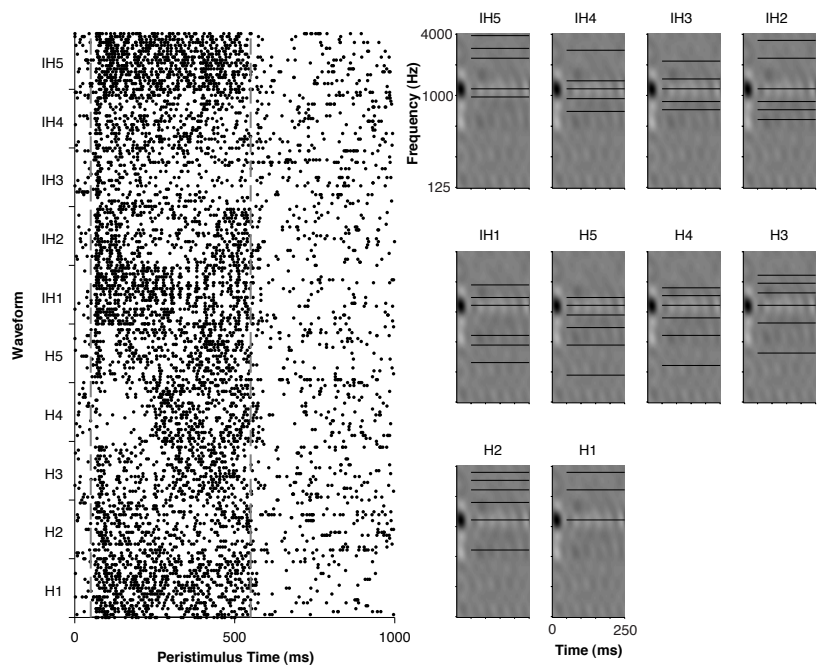 IH5
IH4
IH3
IH2
IH1
H5
H4
H3
H2
H1
Waveform
0
500
1000
Peristimulus Time (ms)
IH5
IH4
IH3
IH2
4000
1000
125
Frequency (Hz)
IH1
H5
H4
H3
H2
H1
0
250
Time (ms)